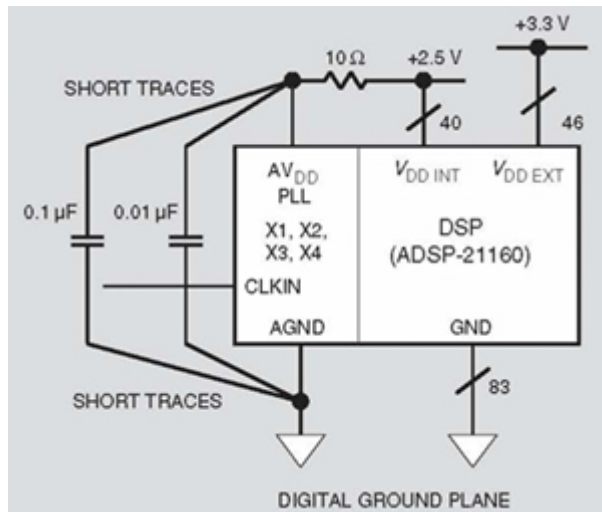 +3.3 V
10 Ω
+2.5 V
SHORT TRACES
40
46
0.1 µF
0.01 µF
AVDD
PLL
X1, X2,
X3, X4
CLKIN
AGND
VDD INT
VDD EXT
DSP
(ADSP-21160)
GND
83
SHORT TRACES
DIGITAL GROUND PLANE